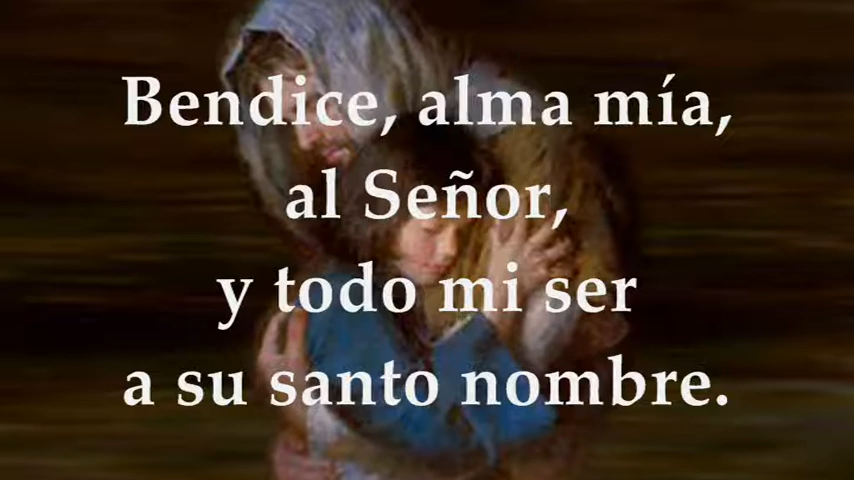 Bendice, alma mía,
al Señor,
y todo mi ser
a su santo nombre.